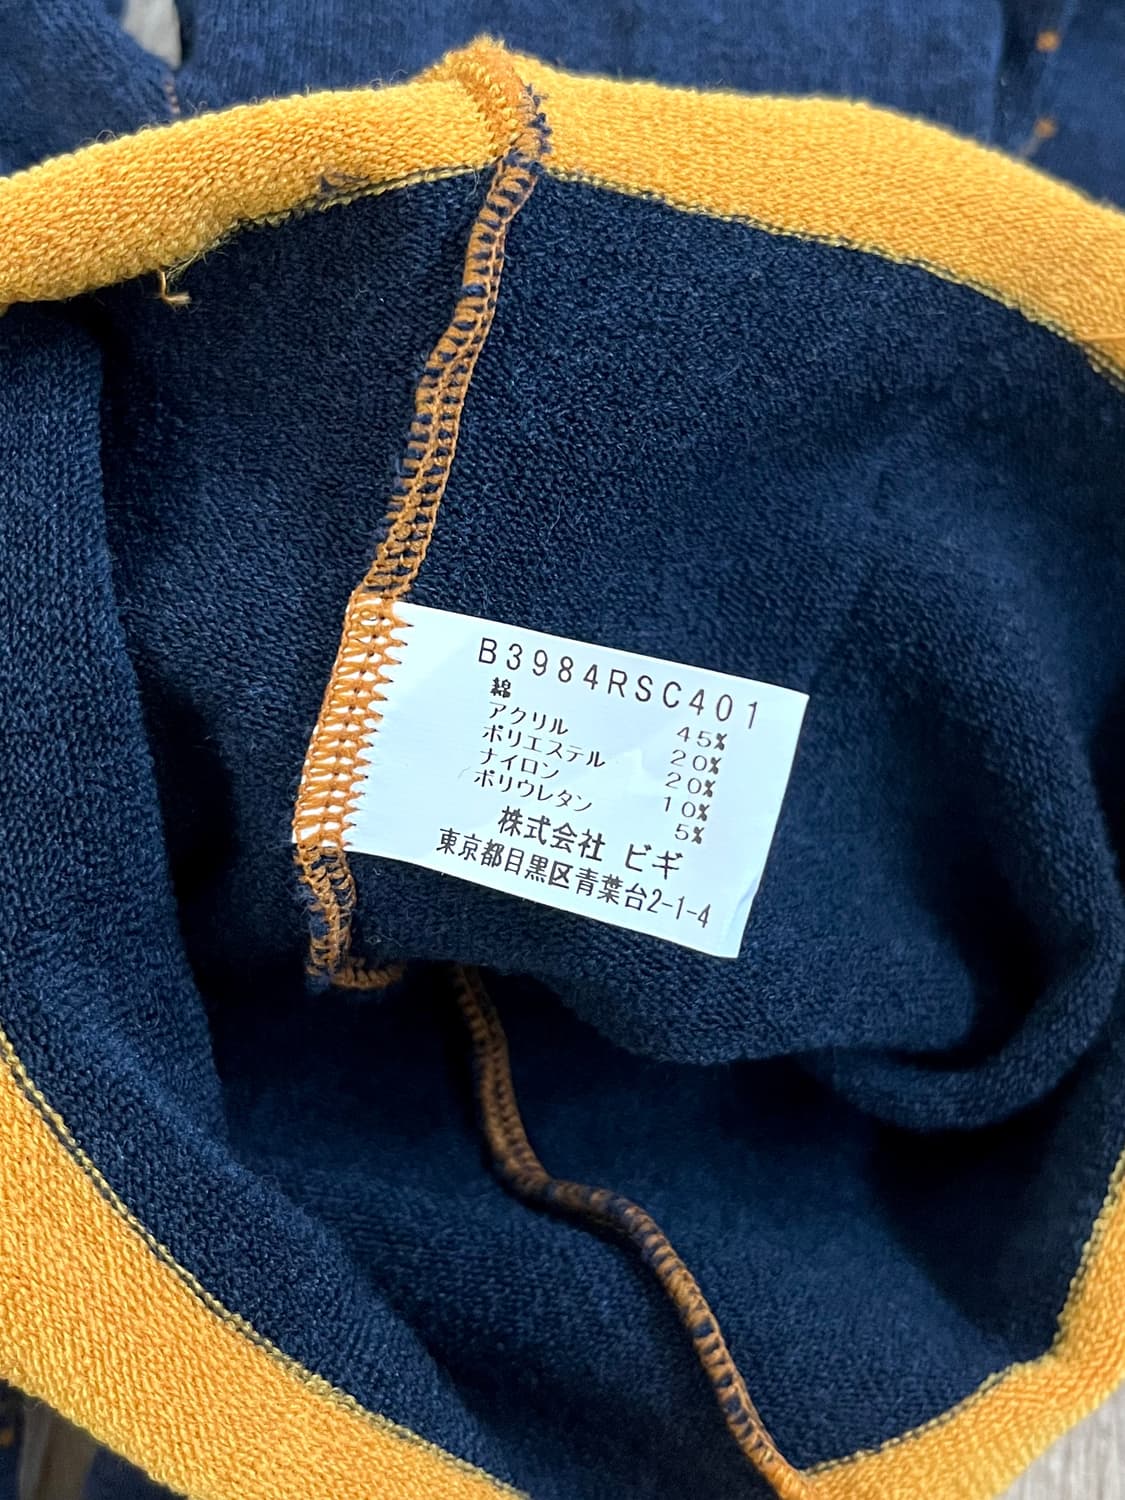 B3984RSC401
綿 45%
アクリル 20%
ポリエステル 20%
ナイロン 10%
ポリウレタン 5%
株式会社 ビギ
東京都目黒区青葉台2-1-4